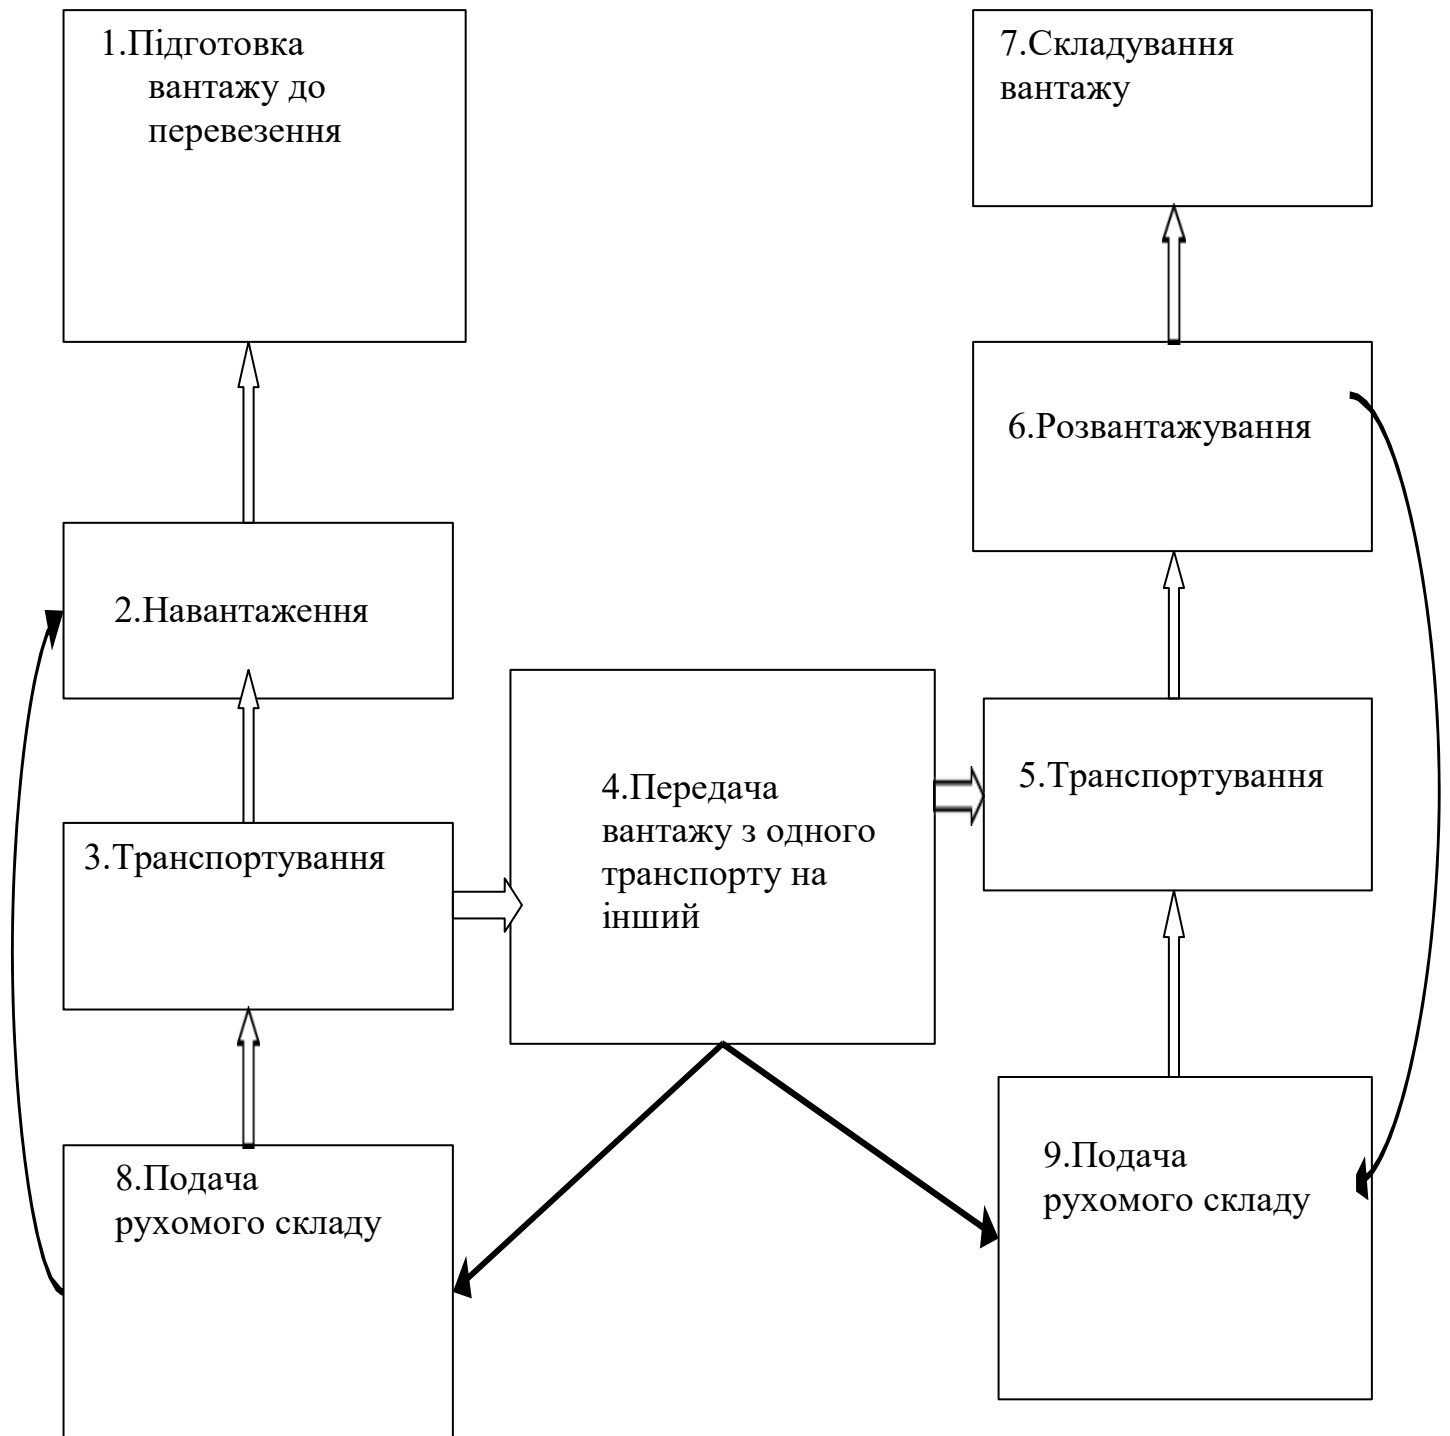 1.Підготовка
вантажу до
перевезення
7.Складування
вантажу
6.Розвантажування
2.Навантаження
4.Передача
вантажу з одного
транспорту на
інший
5.Транспортування
3.Транспортування
8.Подача
рухомого складу
9.Подача
рухомого складу